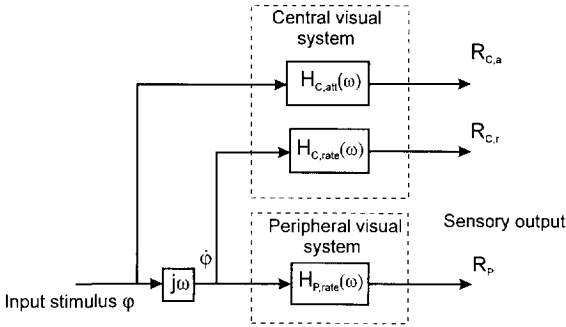 Central visual
system
R_C,a
H_C,att(ω)
R_C,r
H_C,rate(ω)
Sensory output
Peripheral visual
system
φ̇
R_P
jω
H_P,rate(ω)
Input stimulus φ